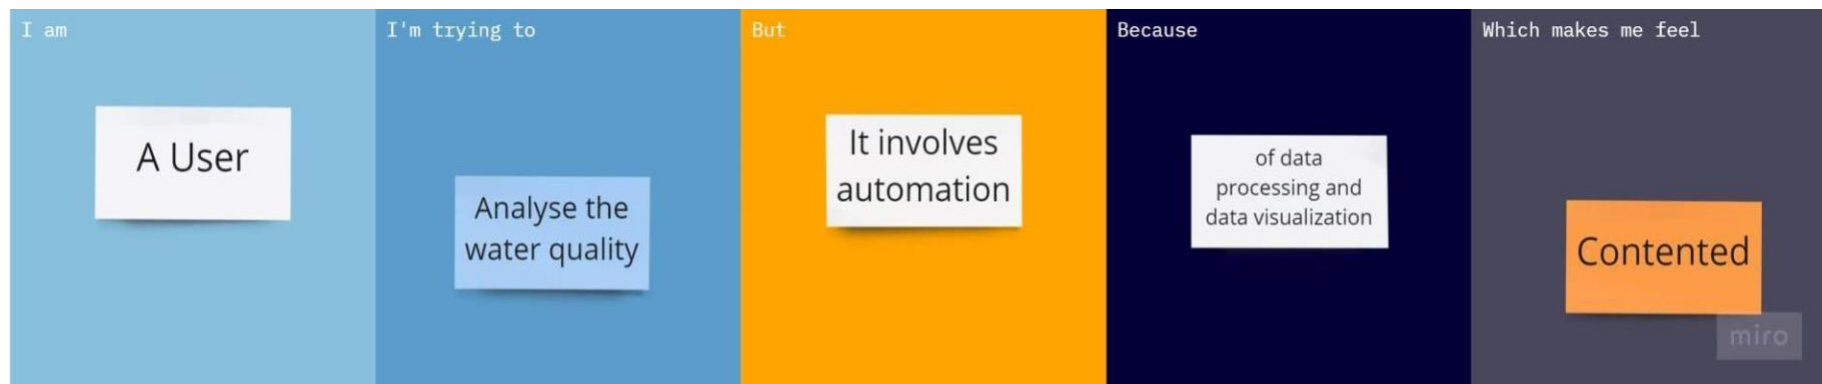 I am
A User
I'm trying to
Analyse the
water quality
But
It involves
automation
Because
of data
processing and
data visualization
Which makes me feel
Contented
miro